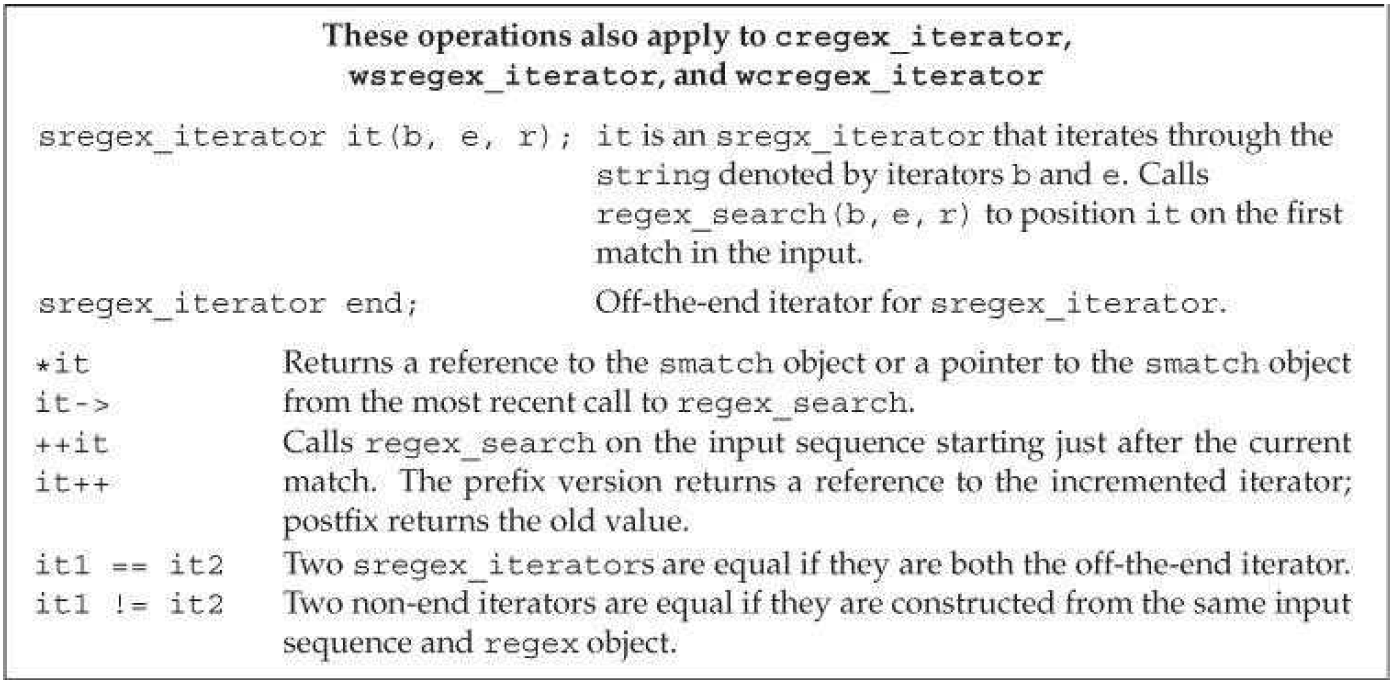 These operations also apply to cregex_iterator,
wsregex_iterator, and wcregex_iterator
sregex_iterator it(b, e, r); it is an sregx_iterator that iterates through the
string denoted by iterators b and e. Calls
regex_search(b, e, r) to position it on the first
match in the input.
sregex_iterator end; Off-the-end iterator for sregex_iterator.
*it Returns a reference to the smatch object or a pointer to the smatch object
it-> from the most recent call to regex_search.
++it Calls regex_search on the input sequence starting just after the current
it++ match. The prefix version returns a reference to the incremented iterator;
postfix returns the old value.
it1 == it2 Two sregex_iterators are equal if they are both the off-the-end iterator.
it1 != it2 Two non-end iterators are equal if they are constructed from the same input
sequence and regex object.